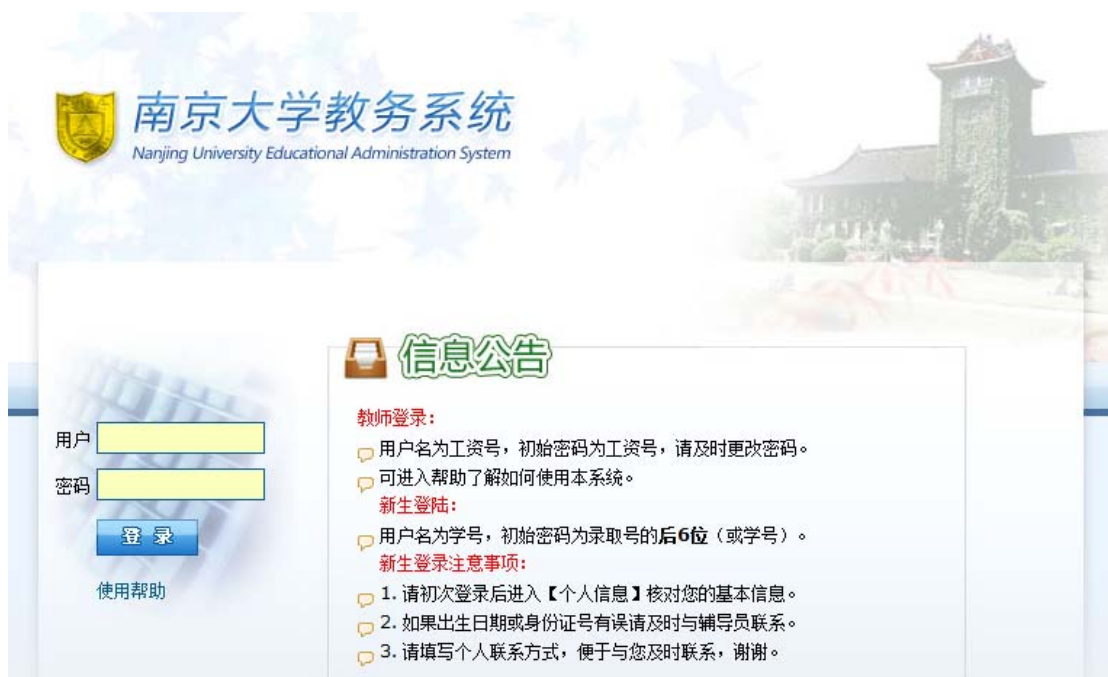 南京大学教务系统
Nanjing University Educational Administration System
信息公告
教师登录：
用户名为工资号，初始密码为工资号，请及时更改密码。
可进入帮助了解如何使用本系统。
新生登陆：
用户名为学号，初始密码为录取号的后6位（或学号）。
新生登录注意事项：
1. 请初次登录后进入【个人信息】核对您的基本信息。
2. 如果出生日期或身份证号有误请及时与辅导员联系。
3. 请填写个人联系方式，便于与您及时联系，谢谢。
用户
密码
登 录
使用帮助